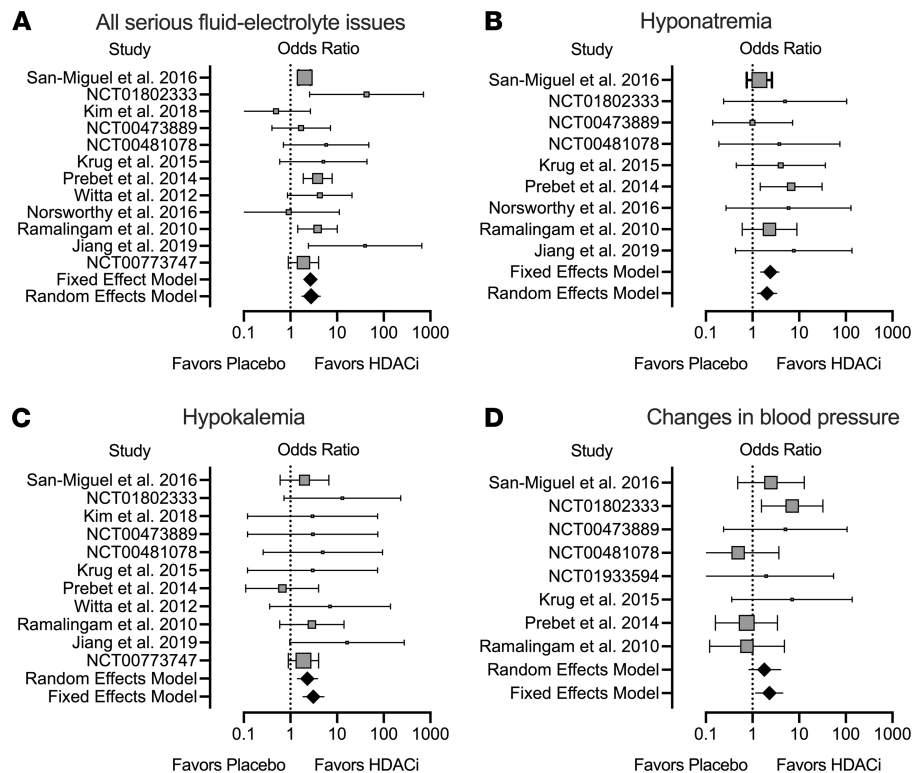 A
All serious fluid-electrolyte issues
Study
Odds Ratio
San-Miguel et al. 2016
NCT01802333
Kim et al. 2018
NCT00473889
NCT00481078
Krug et al. 2015
Prebet et al. 2014
Witta et al. 2012
Norsworthy et al. 2016
Ramalingam et al. 2010
Jiang et al. 2019
NCT00773747
Fixed Effect Model
Random Effects Model
0.1 1 10 100 1000
Favors Placebo Favors HDACi
B
Hyponatremia
Study
Odds Ratio
San-Miguel et al. 2016
NCT01802333
NCT00473889
NCT00481078
Krug et al. 2015
Prebet et al. 2014
Norsworthy et al. 2016
Ramalingam et al. 2010
Jiang et al. 2019
Fixed Effects Model
Random Effects Model
0.1 1 10 100 1000
Favors Placebo Favors HDACi
C
Hypokalemia
Study
Odds Ratio
San-Miguel et al. 2016
NCT01802333
Kim et al. 2018
NCT00473889
NCT00481078
Krug et al. 2015
Prebet et al. 2014
Witta et al. 2012
Ramalingam et al. 2010
Jiang et al. 2019
NCT00773747
Random Effects Model
Fixed Effects Model
0.1 1 10 100 1000
Favors Placebo Favors HDACi
D
Changes in blood pressure
Study
Odds Ratio
San-Miguel et al. 2016
NCT01802333
NCT00473889
NCT00481078
NCT01933594
Krug et al. 2015
Prebet et al. 2014
Ramalingam et al. 2010
Random Effects Model
Fixed Effects Model
0.1 1 10 100 1000
Favors Placebo Favors HDACi